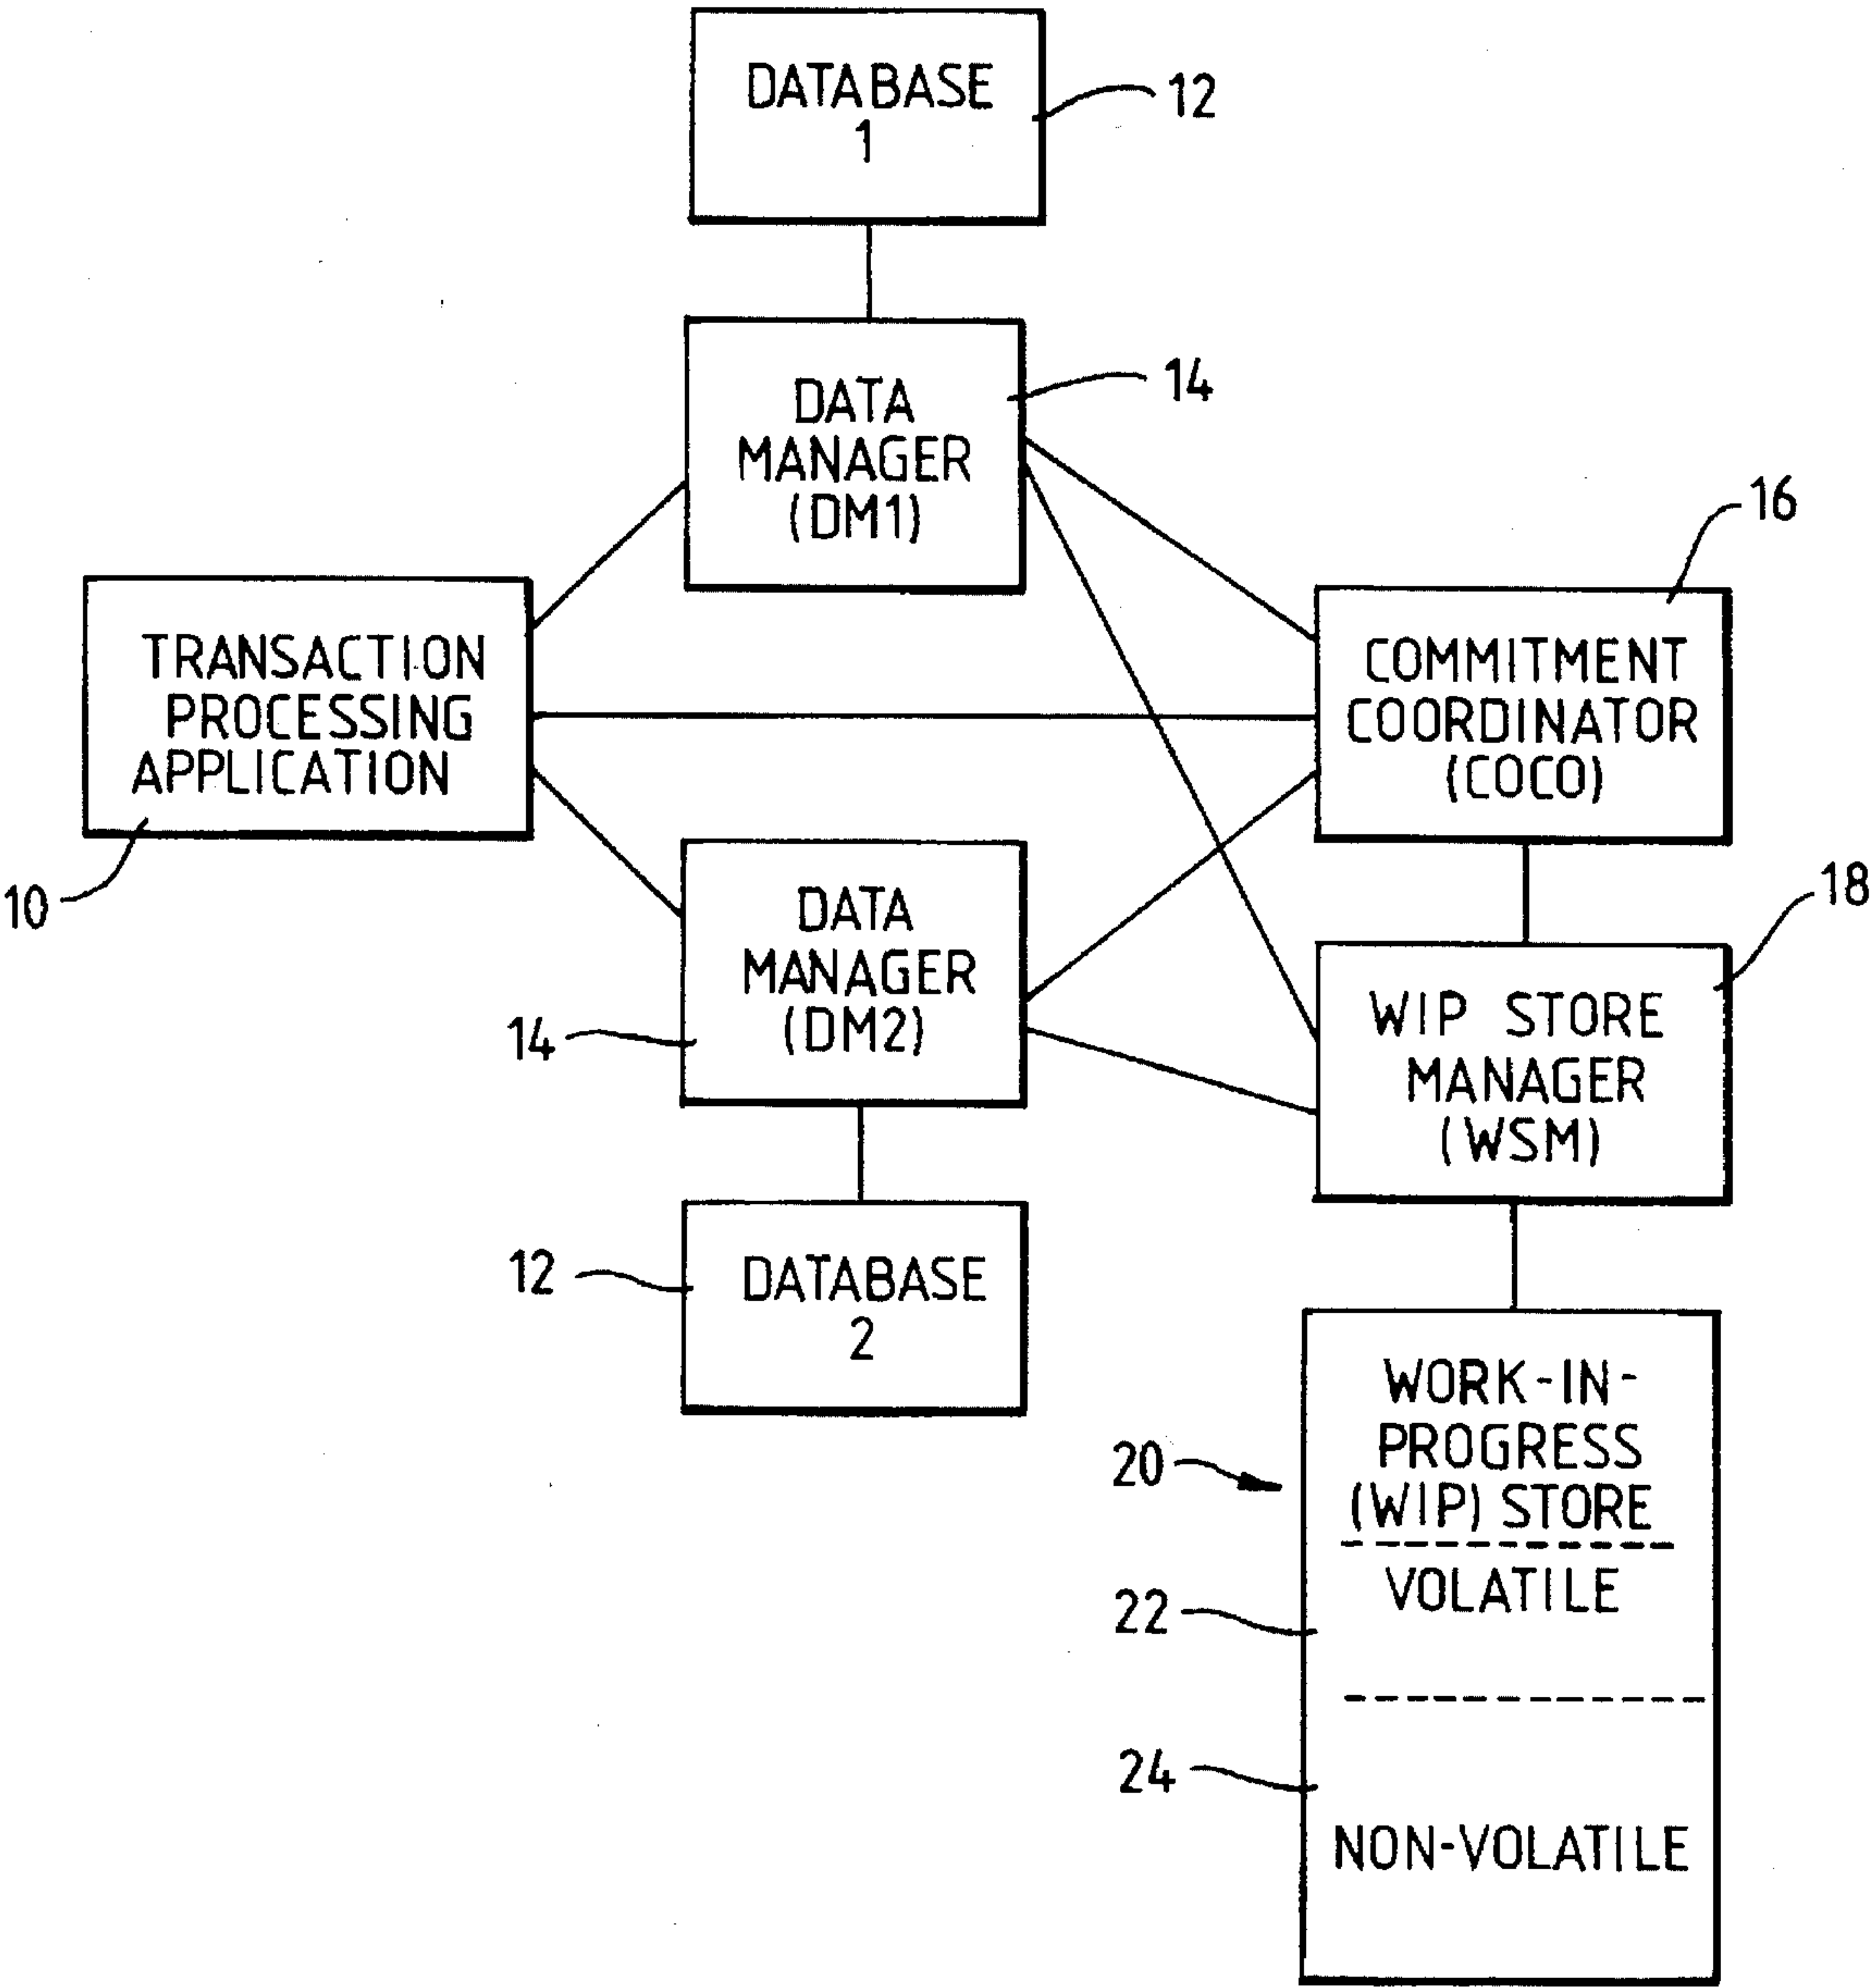 DATABASE
1
12
DATA
MANAGER
(DM1)
14
TRANSACTION
PROCESSING
APPLICATION
10
COMMITMENT
COORDINATOR
(COCO)
16
DATA
MANAGER
(DM2)
14
WIP STORE
MANAGER
(WSM)
18
DATABASE
2
12
WORK-IN-
PROGRESS
(WIP) STORE
20
VOLATILE
22
24
NON-VOLATILE